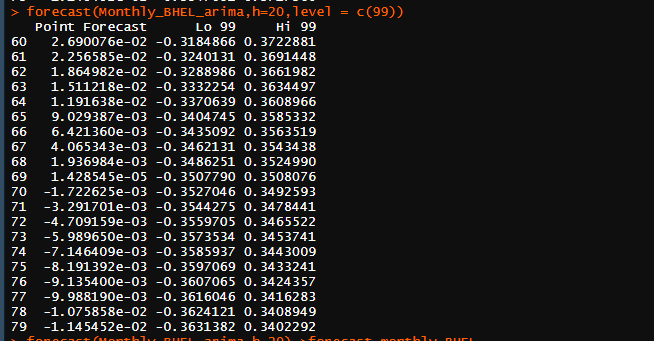 > forecast(Monthly_BHEL_arima,h=20,level = c(99))
Point Forecast Lo 99 Hi 99
60 2.690076e-02 -0.3184866 0.3722881
61 2.256585e-02 -0.3240131 0.3691448
62 1.864982e-02 -0.3288986 0.3661982
63 1.511218e-02 -0.3332254 0.3634497
64 1.191638e-02 -0.3370639 0.3608966
65 9.029387e-03 -0.3404745 0.3585332
66 6.421360e-03 -0.3435092 0.3563519
67 4.065343e-03 -0.3462131 0.3543438
68 1.936984e-03 -0.3486251 0.3524990
69 1.428545e-05 -0.3507790 0.3508076
70 -1.722625e-03 -0.3527046 0.3492593
71 -3.291701e-03 -0.3544275 0.3478441
72 -4.709159e-03 -0.3559705 0.3465522
73 -5.989650e-03 -0.3573534 0.3453741
74 -7.146409e-03 -0.3585937 0.3443009
75 -8.191392e-03 -0.3597069 0.3433241
76 -9.135400e-03 -0.3607065 0.3424357
77 -9.988190e-03 -0.3616046 0.3416283
78 -1.075858e-02 -0.3624121 0.3408949
79 -1.145452e-02 -0.3631382 0.3402292
> forecast(Monthly_BHEL_arima,h=20)->forecast_monthly_BHEL